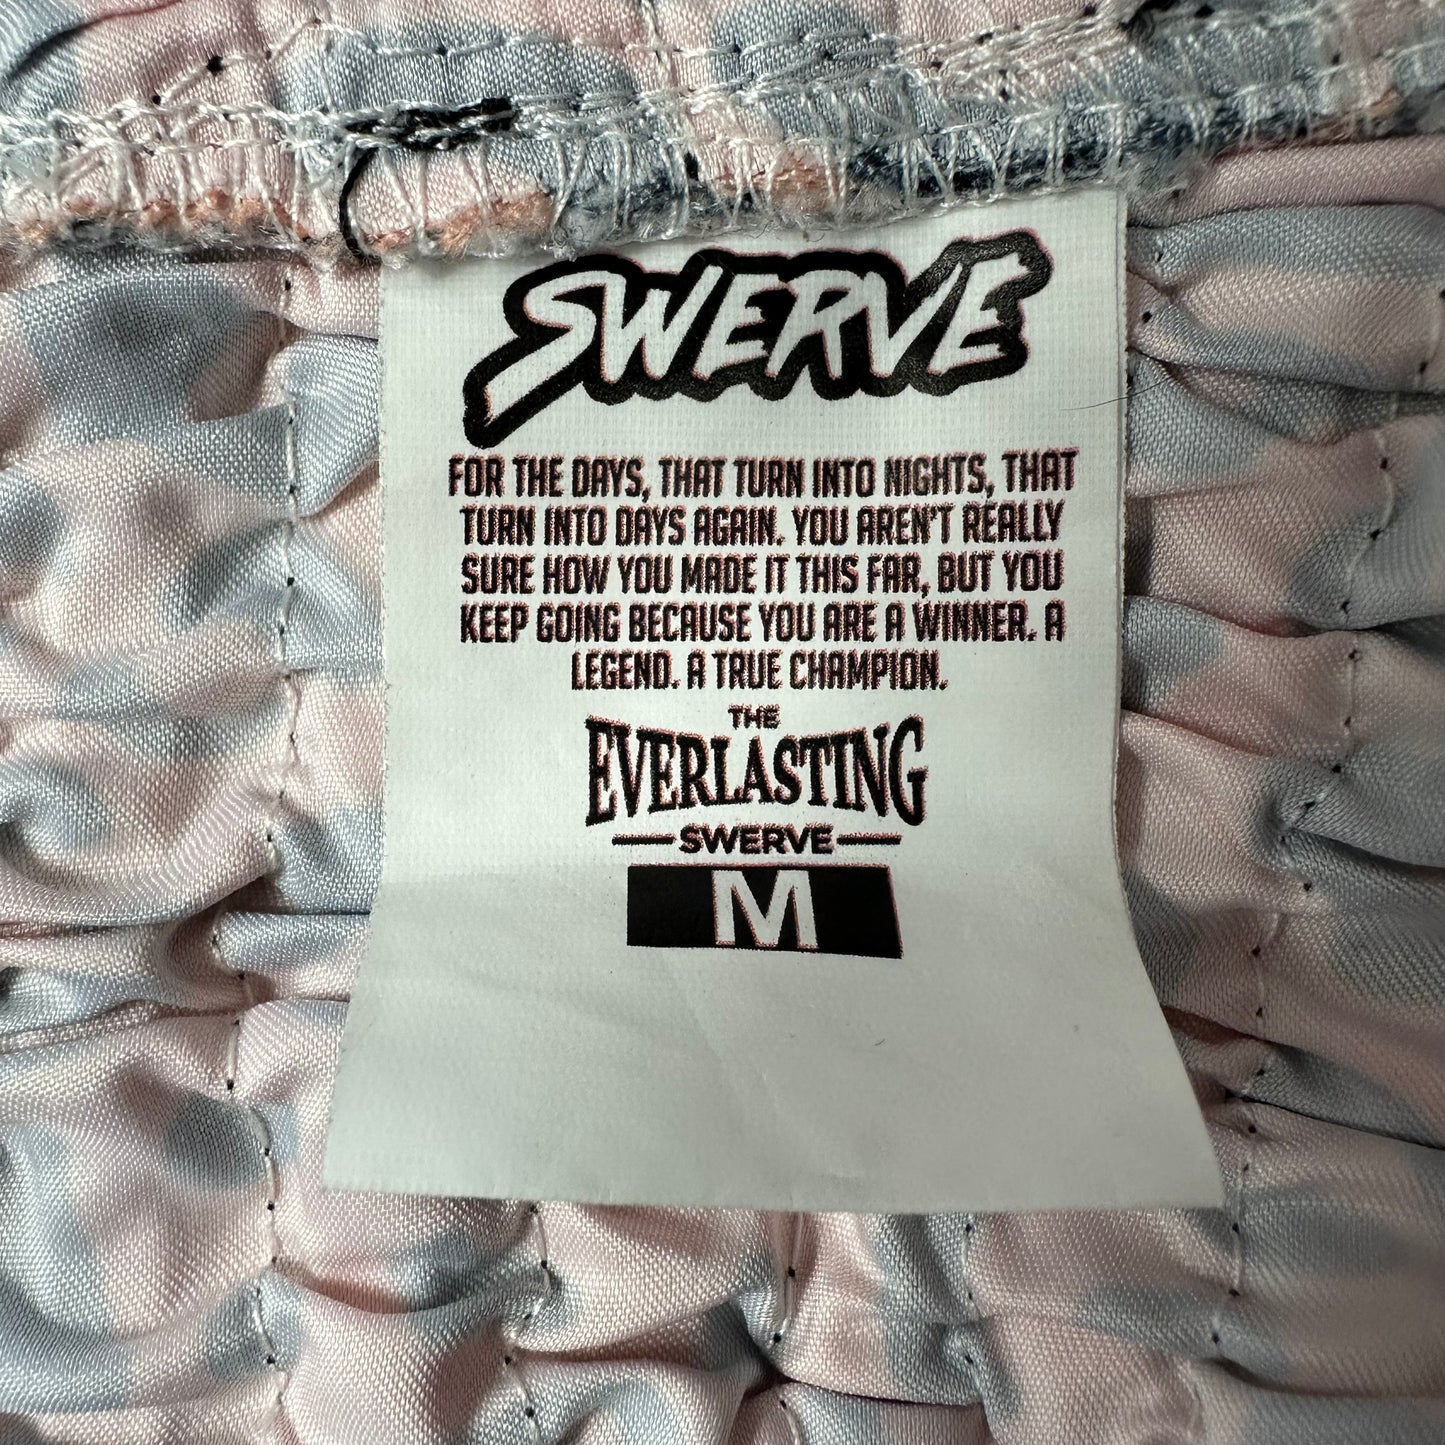 SWERVE
FOR THE DAYS, THAT TURN INTO NIGHTS, THAT
TURN INTO DAYS AGAIN. YOU AREN'T REALLY
SURE HOW YOU MADE IT THIS FAR, BUT YOU
KEEP GOING BECAUSE YOU ARE A WINNER. A
LEGEND. A TRUE CHAMPION.
THE
EVERLASTING
SWERVE
M